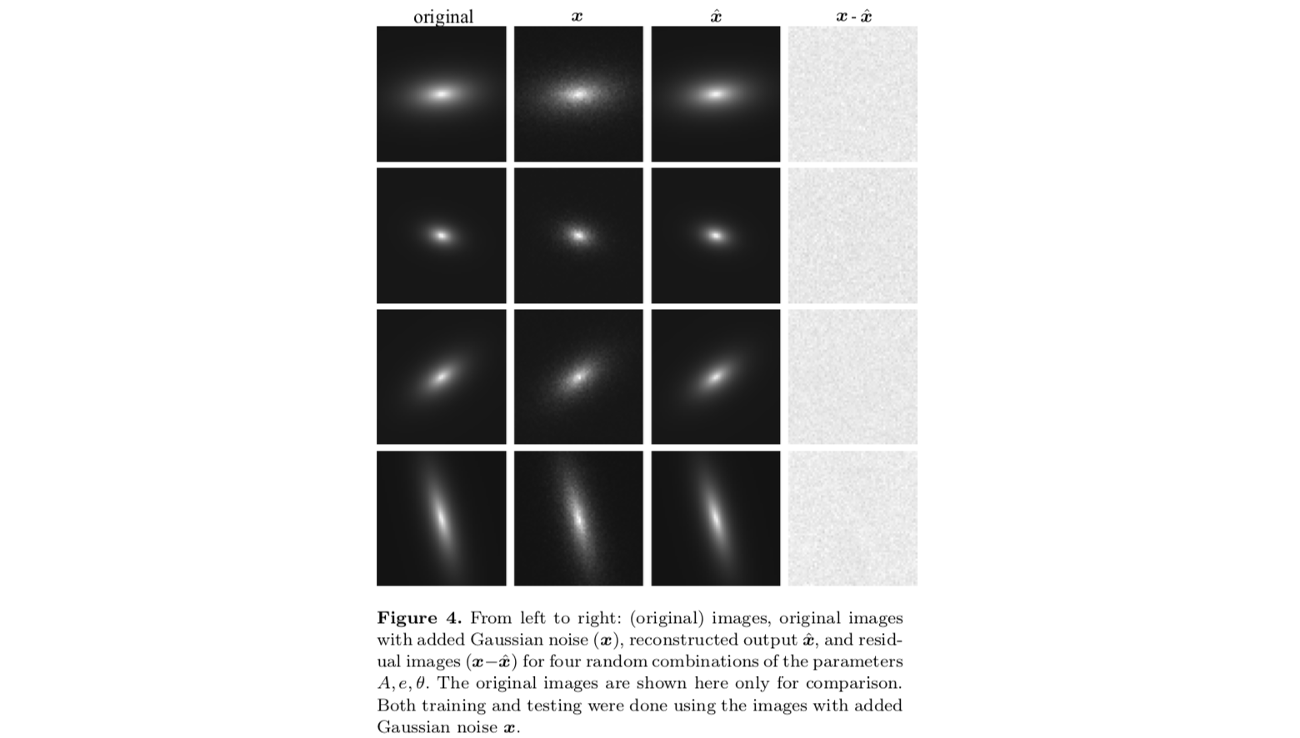 original x x̂ x - x̂
Figure 4. From left to right: (original) images, original images
with added Gaussian noise (x), reconstructed output x̂, and resid-
ual images (x−x̂) for four random combinations of the parameters
A, e, θ. The original images are shown here only for comparison.
Both training and testing were done using the images with added
Gaussian noise x.